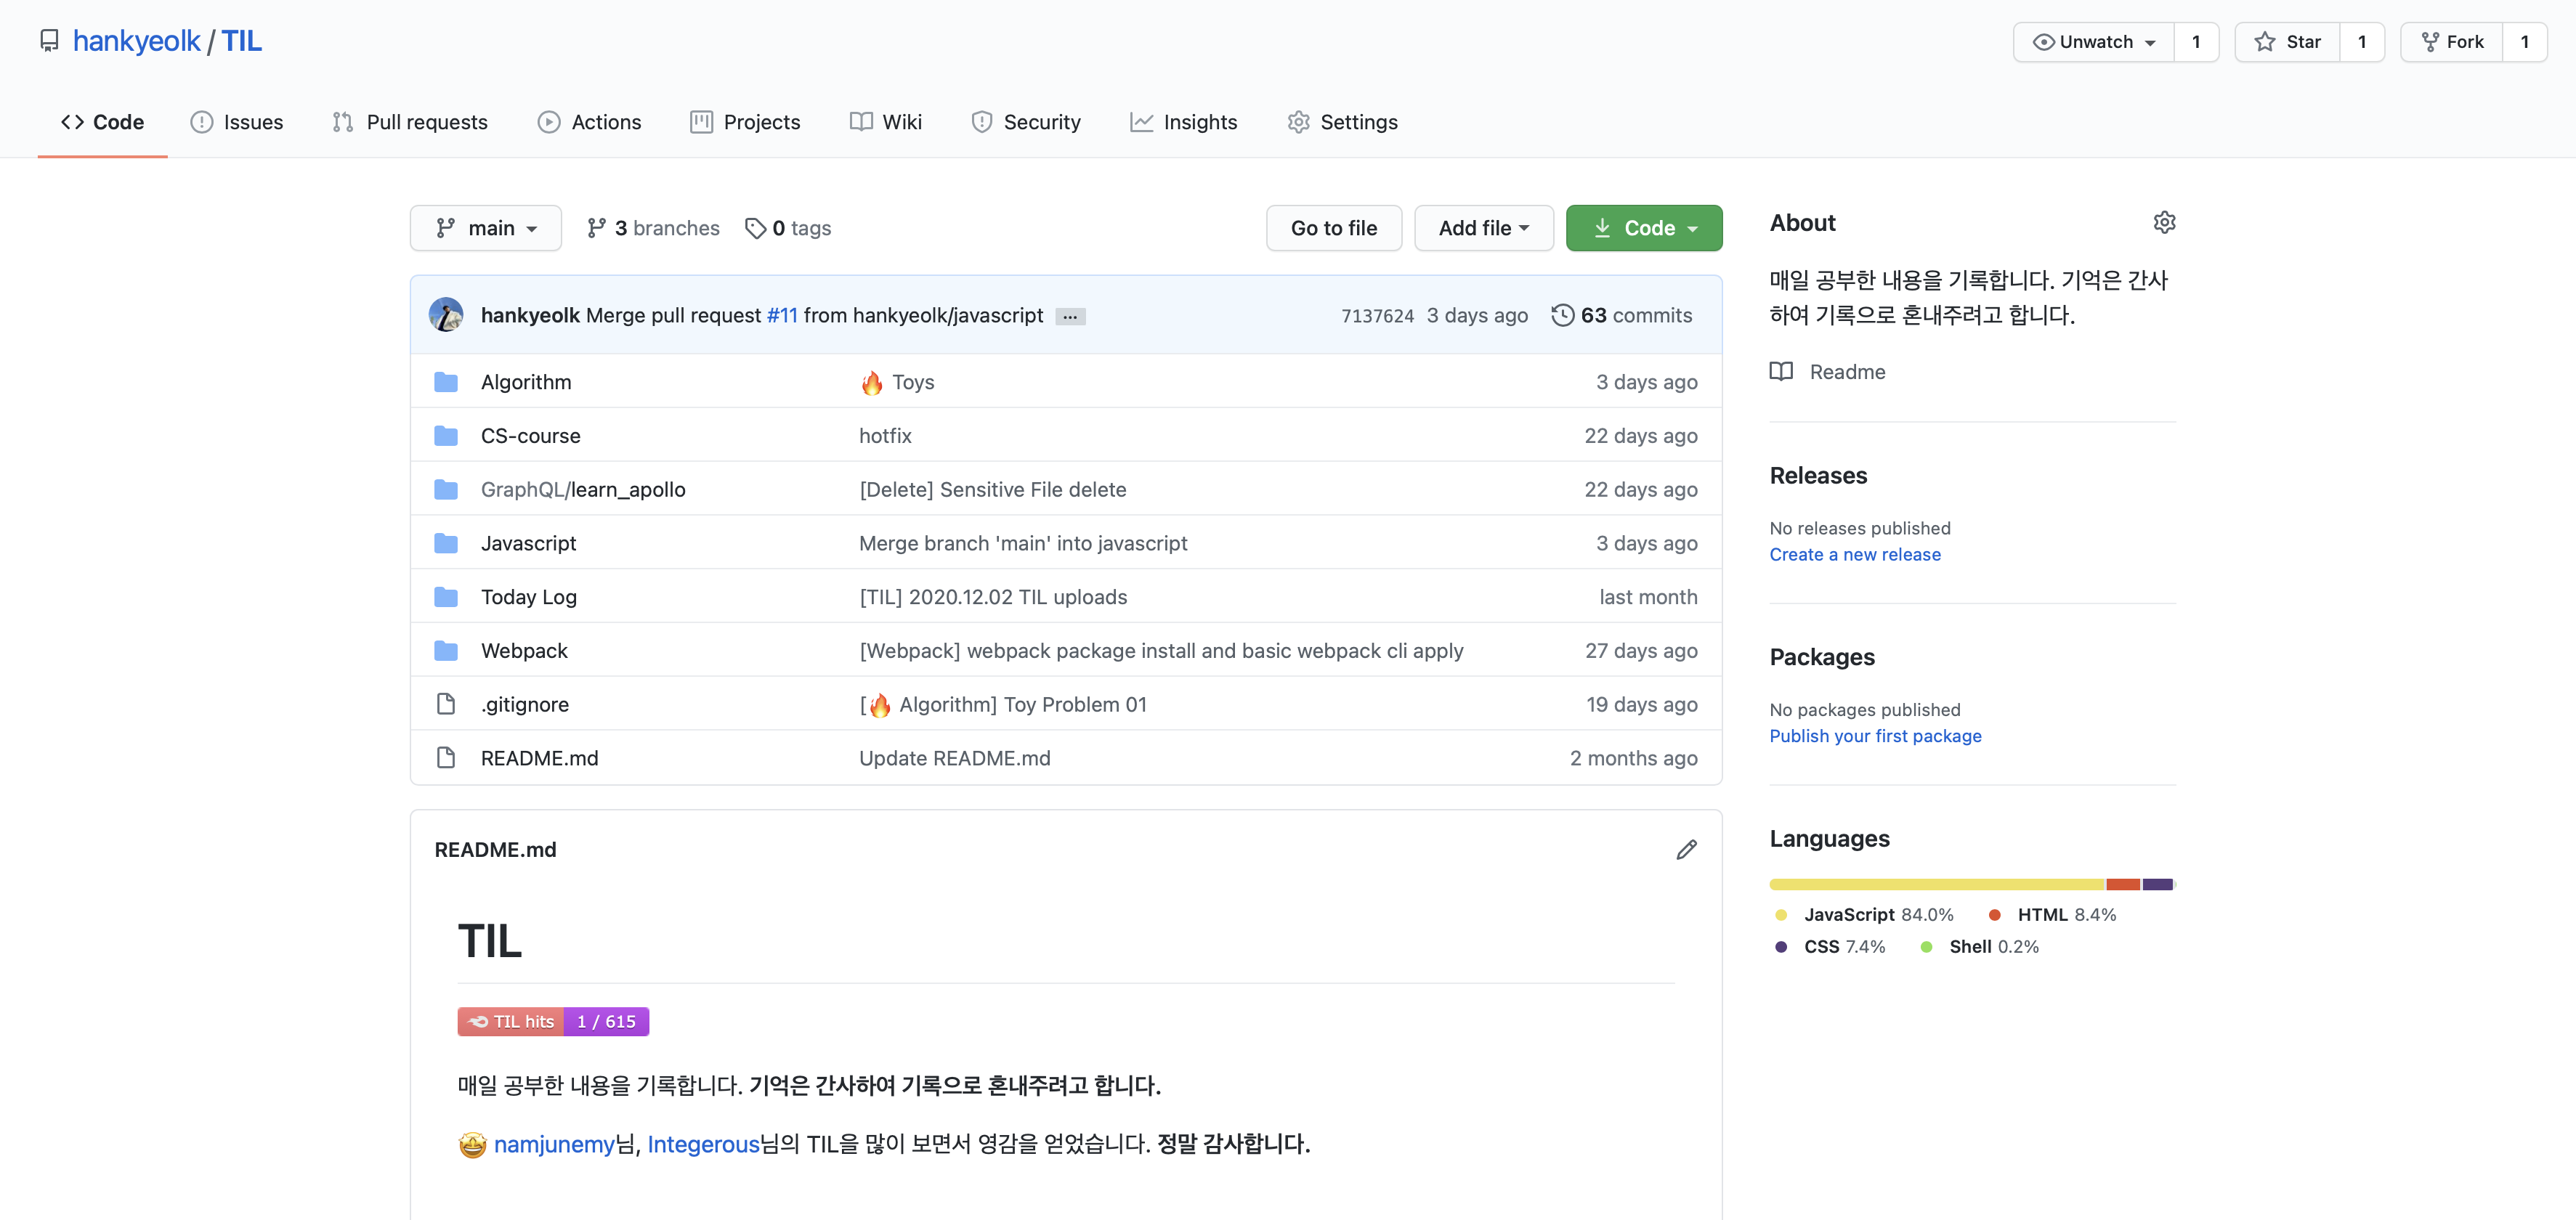 hankyeolk / TIL
Unwatch 1 Star 1 Fork 1
Code Issues Pull requests Actions Projects Wiki Security Insights Settings
main 3 branches 0 tags Go to file Add file Code
hankyeolk Merge pull request #11 from hankyeolk/javascript ... 7137624 3 days ago 63 commits
Algorithm 🔥 Toys 3 days ago
CS-course hotfix 22 days ago
GraphQL/learn_apollo [Delete] Sensitive File delete 22 days ago
Javascript Merge branch 'main' into javascript 3 days ago
Today Log [TIL] 2020.12.02 TIL uploads last month
Webpack [Webpack] webpack package install and basic webpack cli apply 27 days ago
.gitignore [🔥 Algorithm] Toy Problem 01 19 days ago
README.md Update README.md 2 months ago
README.md
TIL
TIL hits 1 / 615
매일 공부한 내용을 기록합니다. 기억은 간사하여 기록으로 혼내주려고 합니다.
🤩 namjunemy님, Integerous님의 TIL을 많이 보면서 영감을 얻었습니다. 정말 감사합니다.
About
매일 공부한 내용을 기록합니다. 기억은 간사
하여 기록으로 혼내주려고 합니다.
Readme
Releases
No releases published
Create a new release
Packages
No packages published
Publish your first package
Languages
JavaScript 84.0% HTML 8.4%
CSS 7.4% Shell 0.2%